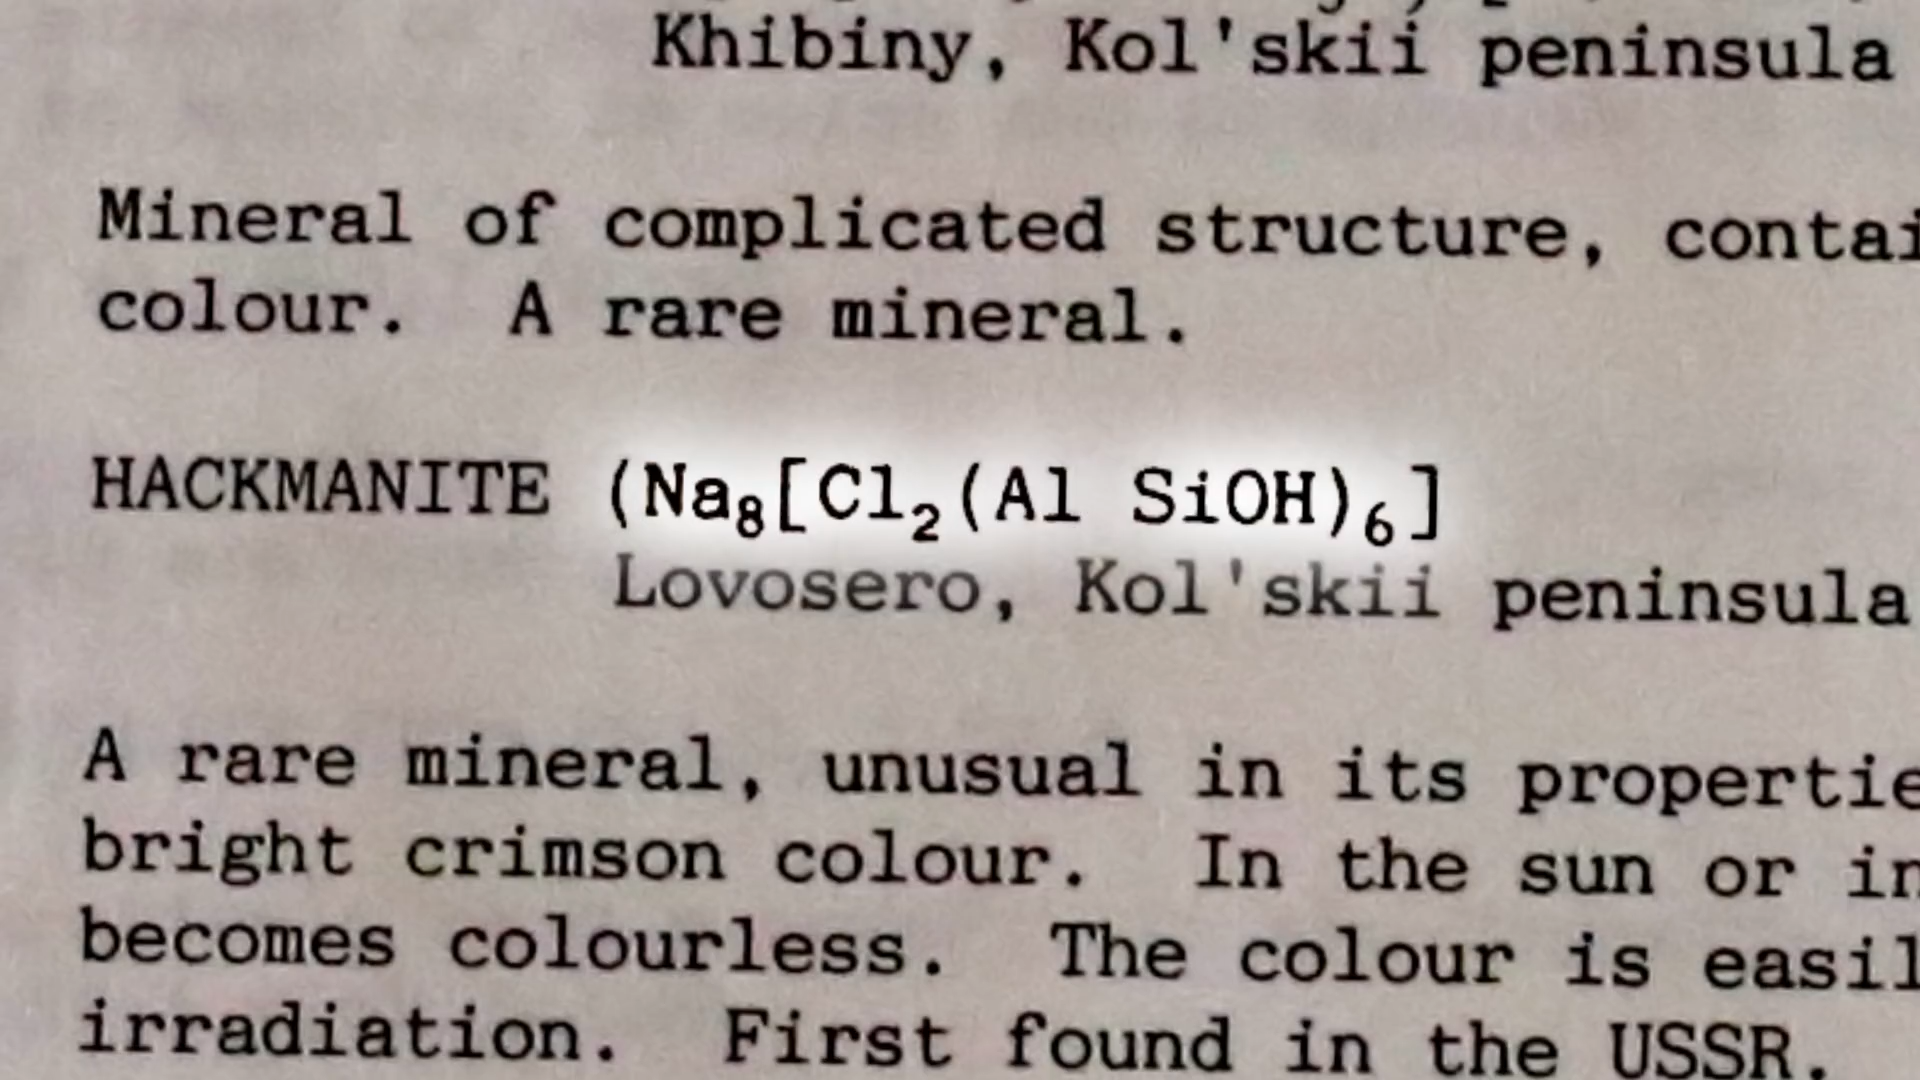 Khibiny, Kol'skii peninsula
Mineral of complicated structure, contai
colour. A rare mineral.
HACKMANITE (Na₈[Cl₂(Al SiOH)₆]
Lovosero, Kol'skii peninsula
A rare mineral, unusual in its propertie
bright crimson colour. In the sun or in
becomes colourless. The colour is easil
irradiation. First found in the USSR.